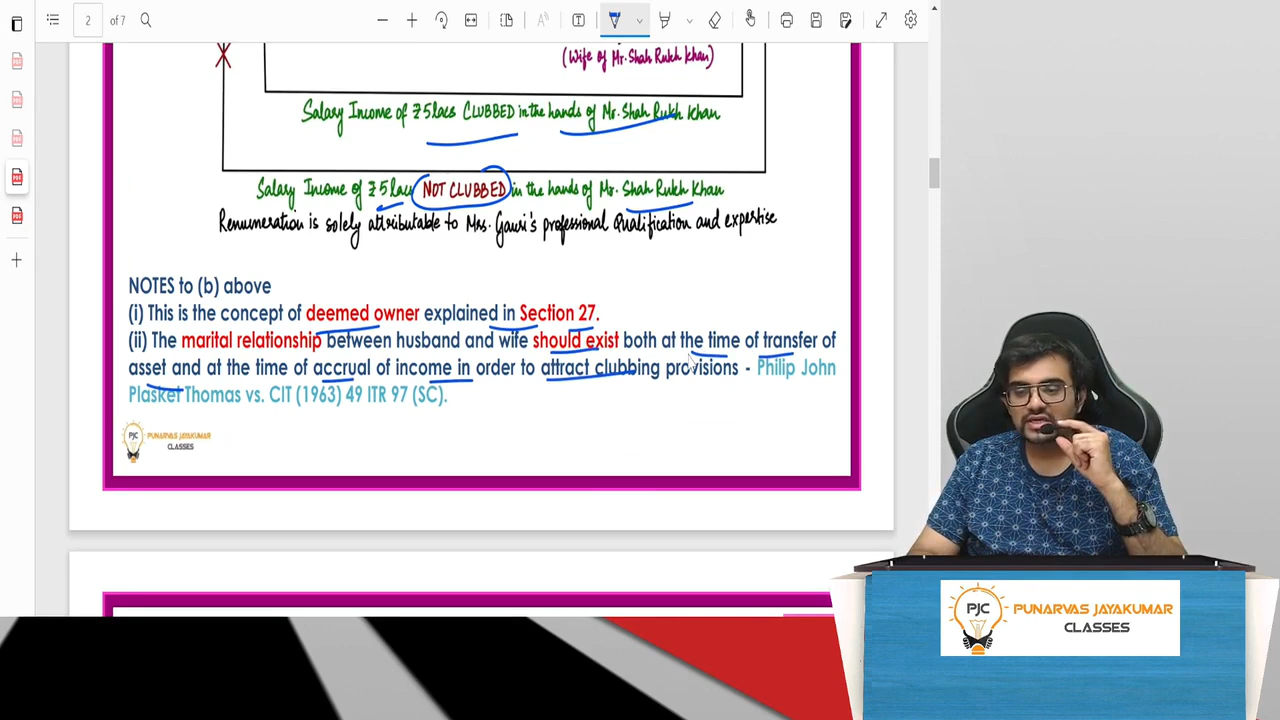 2 of 7
(Wife of Mr. Shah Rukh Khan)
Salary Income of ₹5 lacs CLUBBED in the hands of Mr. Shah Rukh Khan
Salary Income of ₹5 lacs NOT CLUBBED in the hands of Mr. Shah Rukh Khan
Remuneration is solely attributable to Mrs. Gauri's professional Qualification and expertise
NOTES to (b) above
(i) This is the concept of deemed owner explained in Section 27.
(ii) The marital relationship between husband and wife should exist both at the time of transfer of
asset and at the time of accrual of income in order to attract clubbing provisions - Philip John
Plasket Thomas vs. CIT (1963) 49 ITR 97 (SC).
PJC PUNARVAS JAYAKUMAR
CLASSES
PJC PUNARVAS JAYAKUMAR
CLASSES